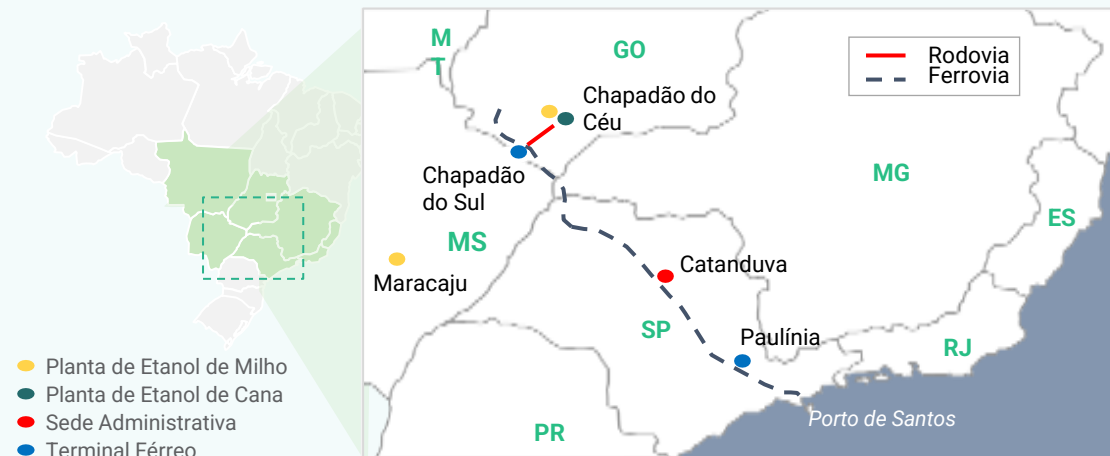 M
T
GO
Rodovia
Ferrovia
Chapadão do
Céu
Chapadão
do Sul
MG
ES
MS
Maracaju
Catanduva
SP
Paulínia
RJ
Porto de Santos
PR
Planta de Etanol de Milho
Planta de Etanol de Cana
Sede Administrativa
Terminal Férreo